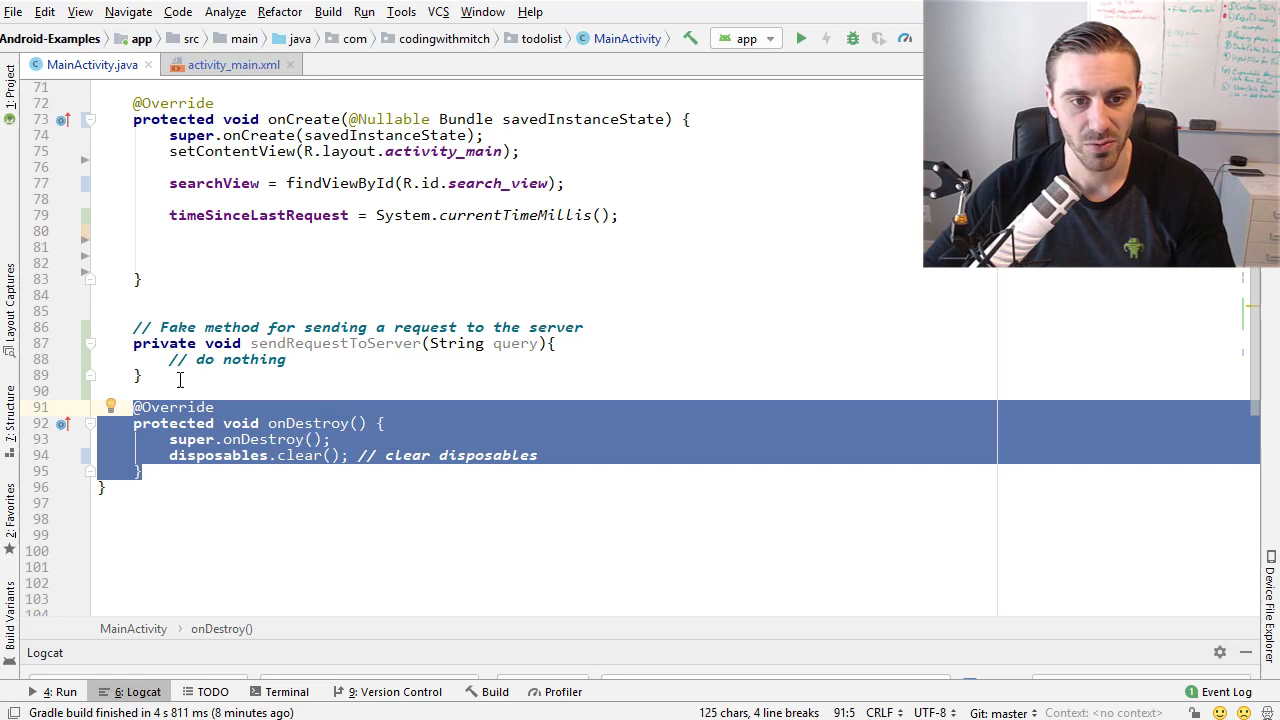 File Edit View Navigate Code Analyze Refactor Build Run Tools VCS Window Help
Android-Examples app src main java com MainActivity app
MainActivity.java activity_main.xml
71
72 @Override
73 protected void onCreate(@Nullable Bundle savedInstanceState) {
74 super.onCreate(savedInstanceState);
75 setContentView(R.layout.activity_main);
76
77 searchView = findViewById(R.id.search_view);
78
79 timeSinceLastRequest = System.currentTimeMillis();
80
81
82
83 }
84
85
86 // Fake method for sending a request to the server
87 private void sendRequestToServer(String query){
88 // do nothing
89 }
90
91 @Override
92 protected void onDestroy() {
93 super.onDestroy();
94 disposables.clear(); // clear disposables
95 }
96 }
97
98
99
100
101
102
103
104
1: Project
Layout Captures
7: Structure
2: Favorites
Build Variants
Device File Explorer
MainActivity onDestroy()
Logcat
4: Run 6: Logcat TODO Terminal 9: Version Control Build Profiler 1 Event Log
Gradle build finished in 4 s 811 ms (8 minutes ago) 125 chars, 4 line breaks 91:5 CRLF UTF-8 Git: master Context: <no context>